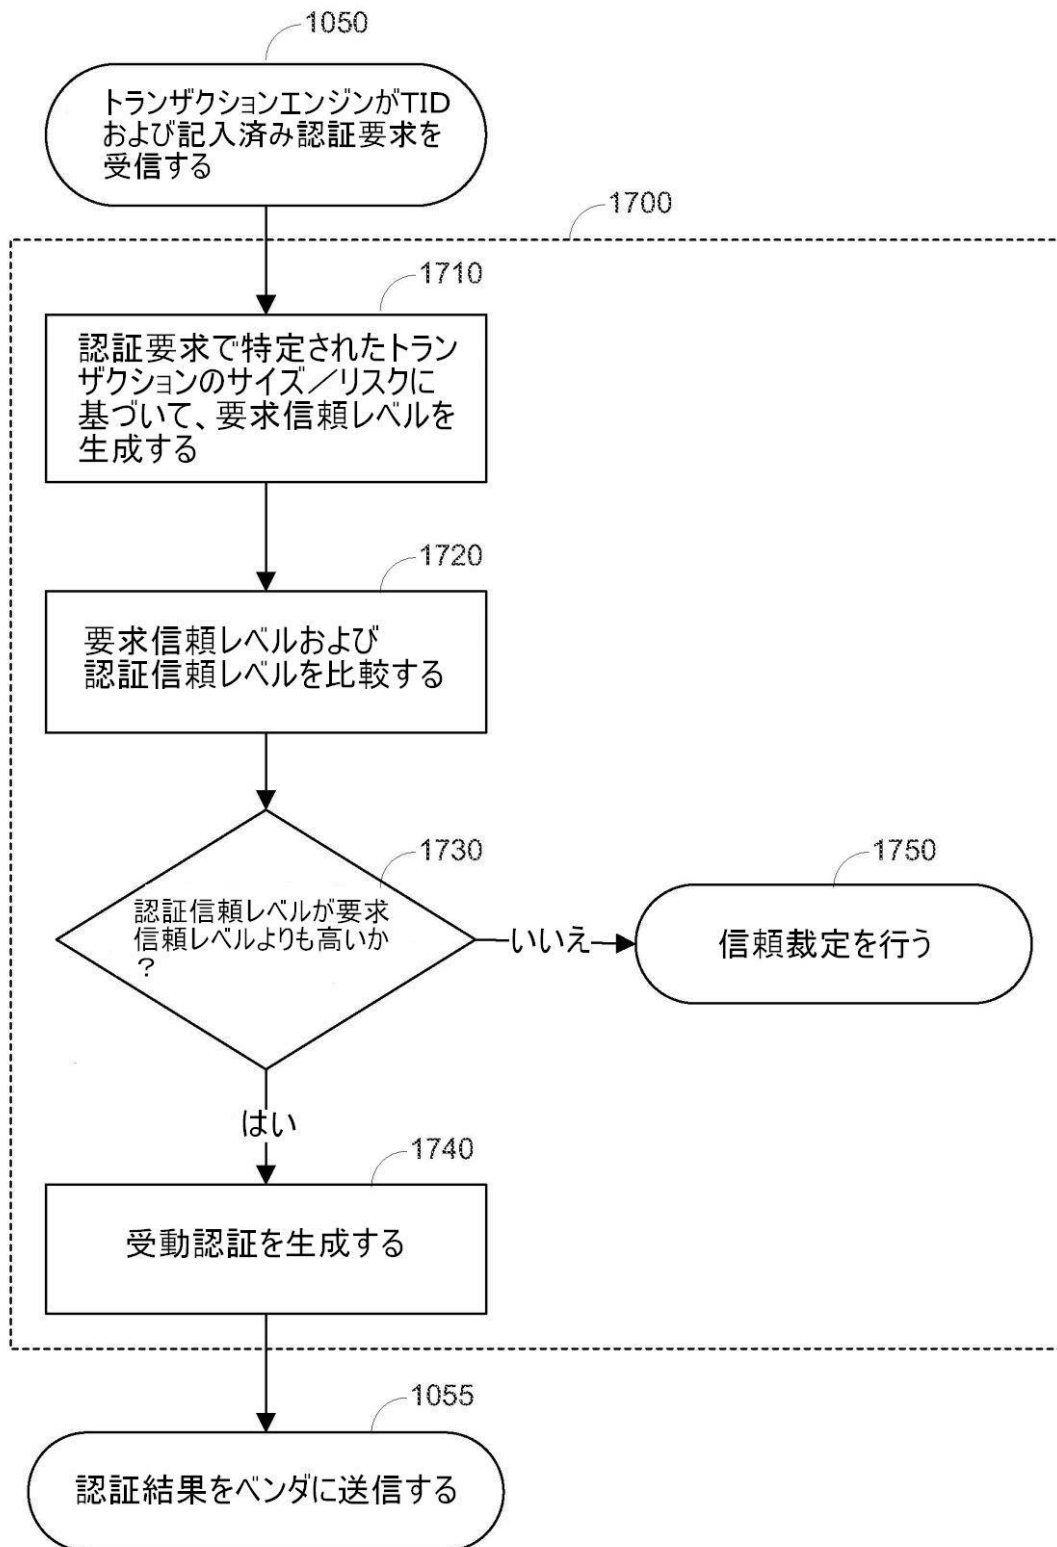 1050
トランザクションエンジンがTID
および記入済み認証要求を
受信する
1700
1710
認証要求で特定されたトラン
ザクションのサイズ／リスクに
基づいて、要求信頼レベルを
生成する
1720
要求信頼レベルおよび
認証信頼レベルを比較する
1730
認証信頼レベルが要求
信頼レベルよりも高いか
？
いいえ
1750
信頼裁定を行う
はい
1740
受動認証を生成する
1055
認証結果をベンダに送信する